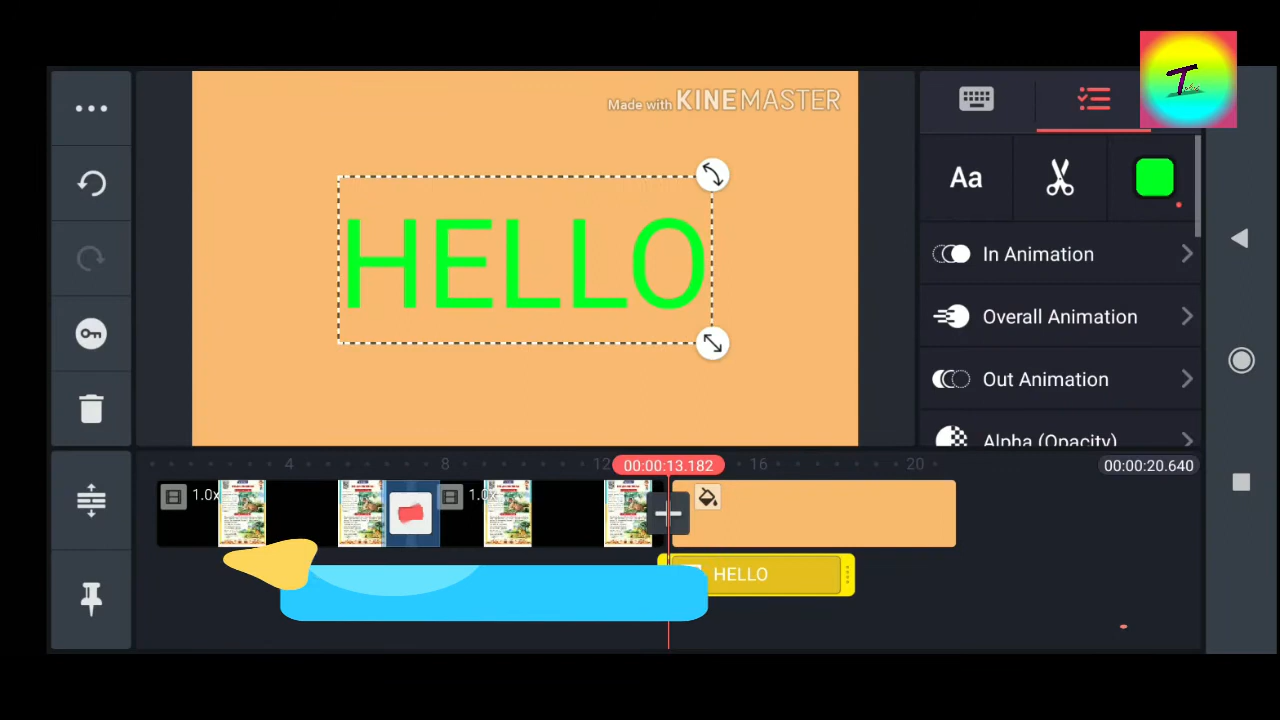 Made with KINEMASTER
HELLO
T
Aa
In Animation
Overall Animation
Out Animation
Alpha (Opacity)
4
8
12
00:00:13.182
16
20
00:00:20.640
1.0x
1.0x
HELLO